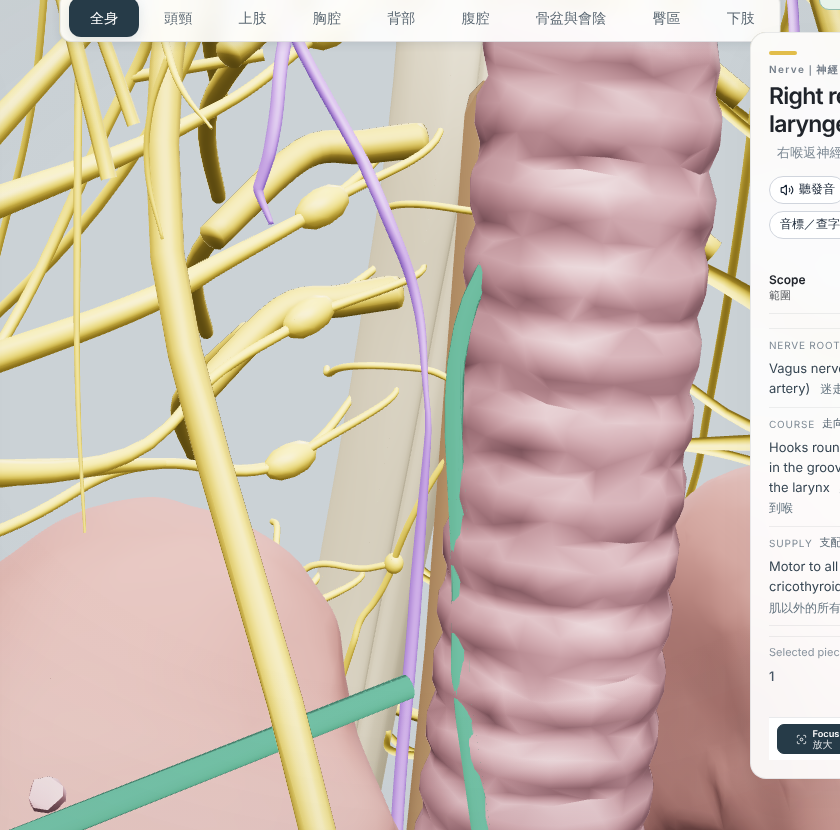 全身 頭頸 上肢 胸腔 背部 腹腔 骨盆與會陰 臀區 下肢
Nerve | 神經
Right
laryng
右喉返神經
聽發音
音標／查字
Scope
範圍
NERVE ROOT
Vagus nerv
artery) 迷走
COURSE 走向
Hooks roun
in the groov
the larynx
到喉
SUPPLY 支配
Motor to all
cricothyroid
肌以外的所有
Selected piec
1
Focus
放大